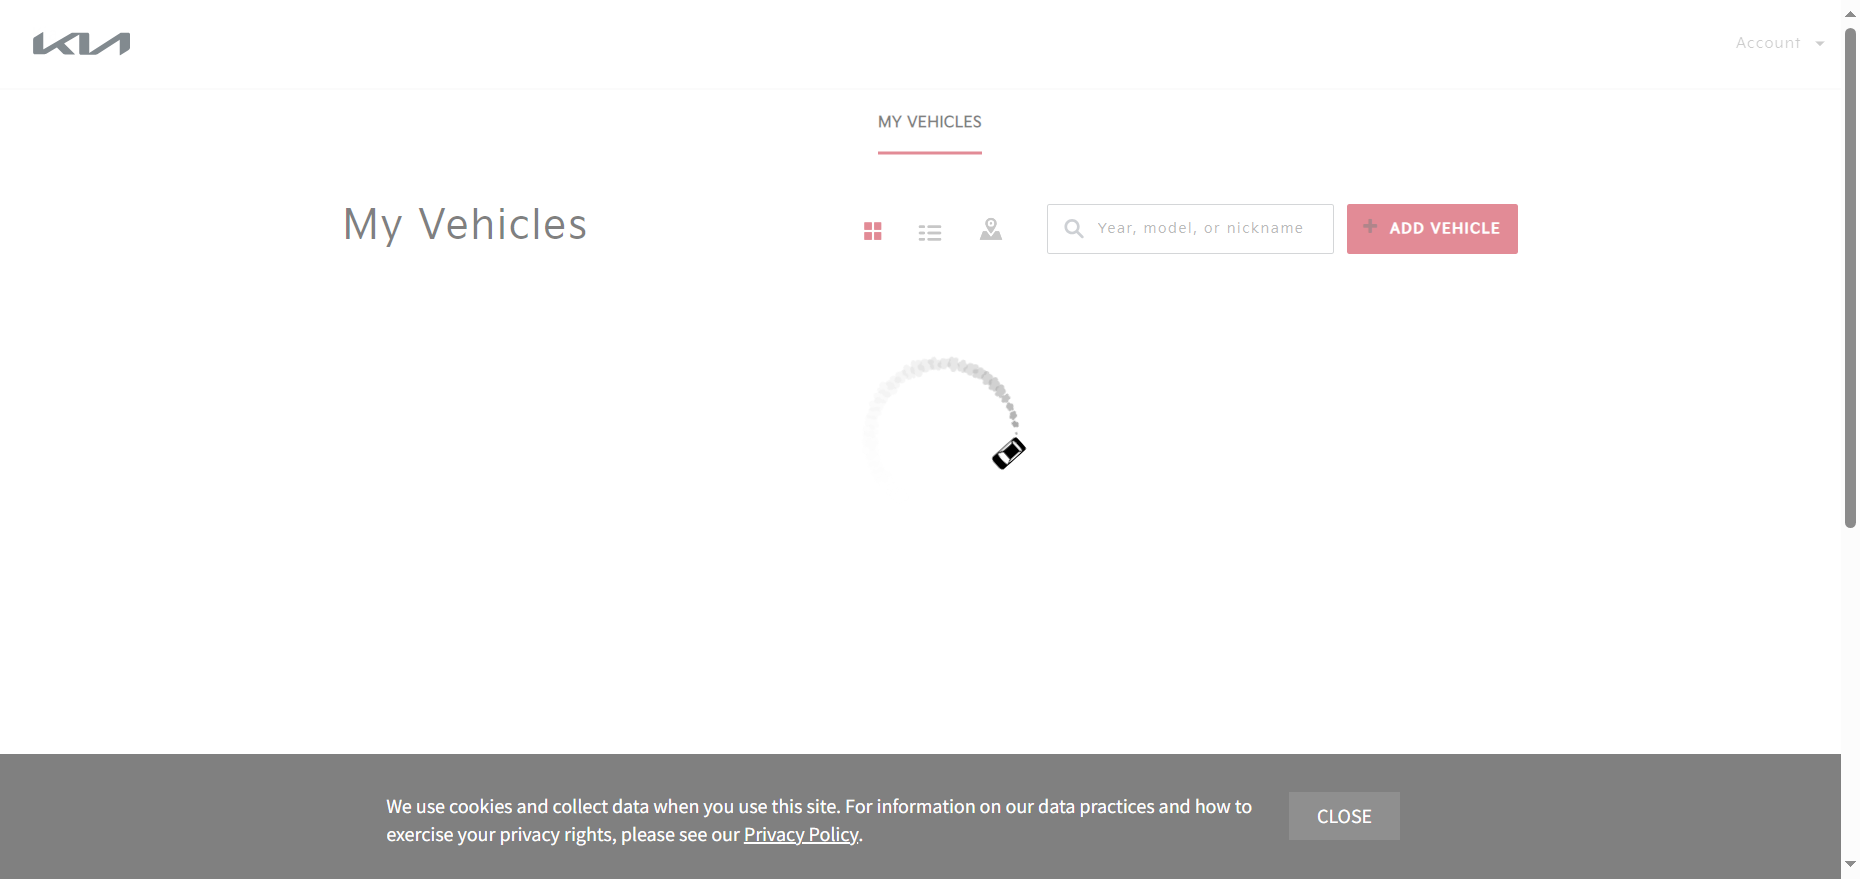 KIA
Account
MY VEHICLES
My Vehicles
Year, model, or nickname
ADD VEHICLE
We use cookies and collect data when you use this site. For information on our data practices and how to
exercise your privacy rights, please see our Privacy Policy.
CLOSE